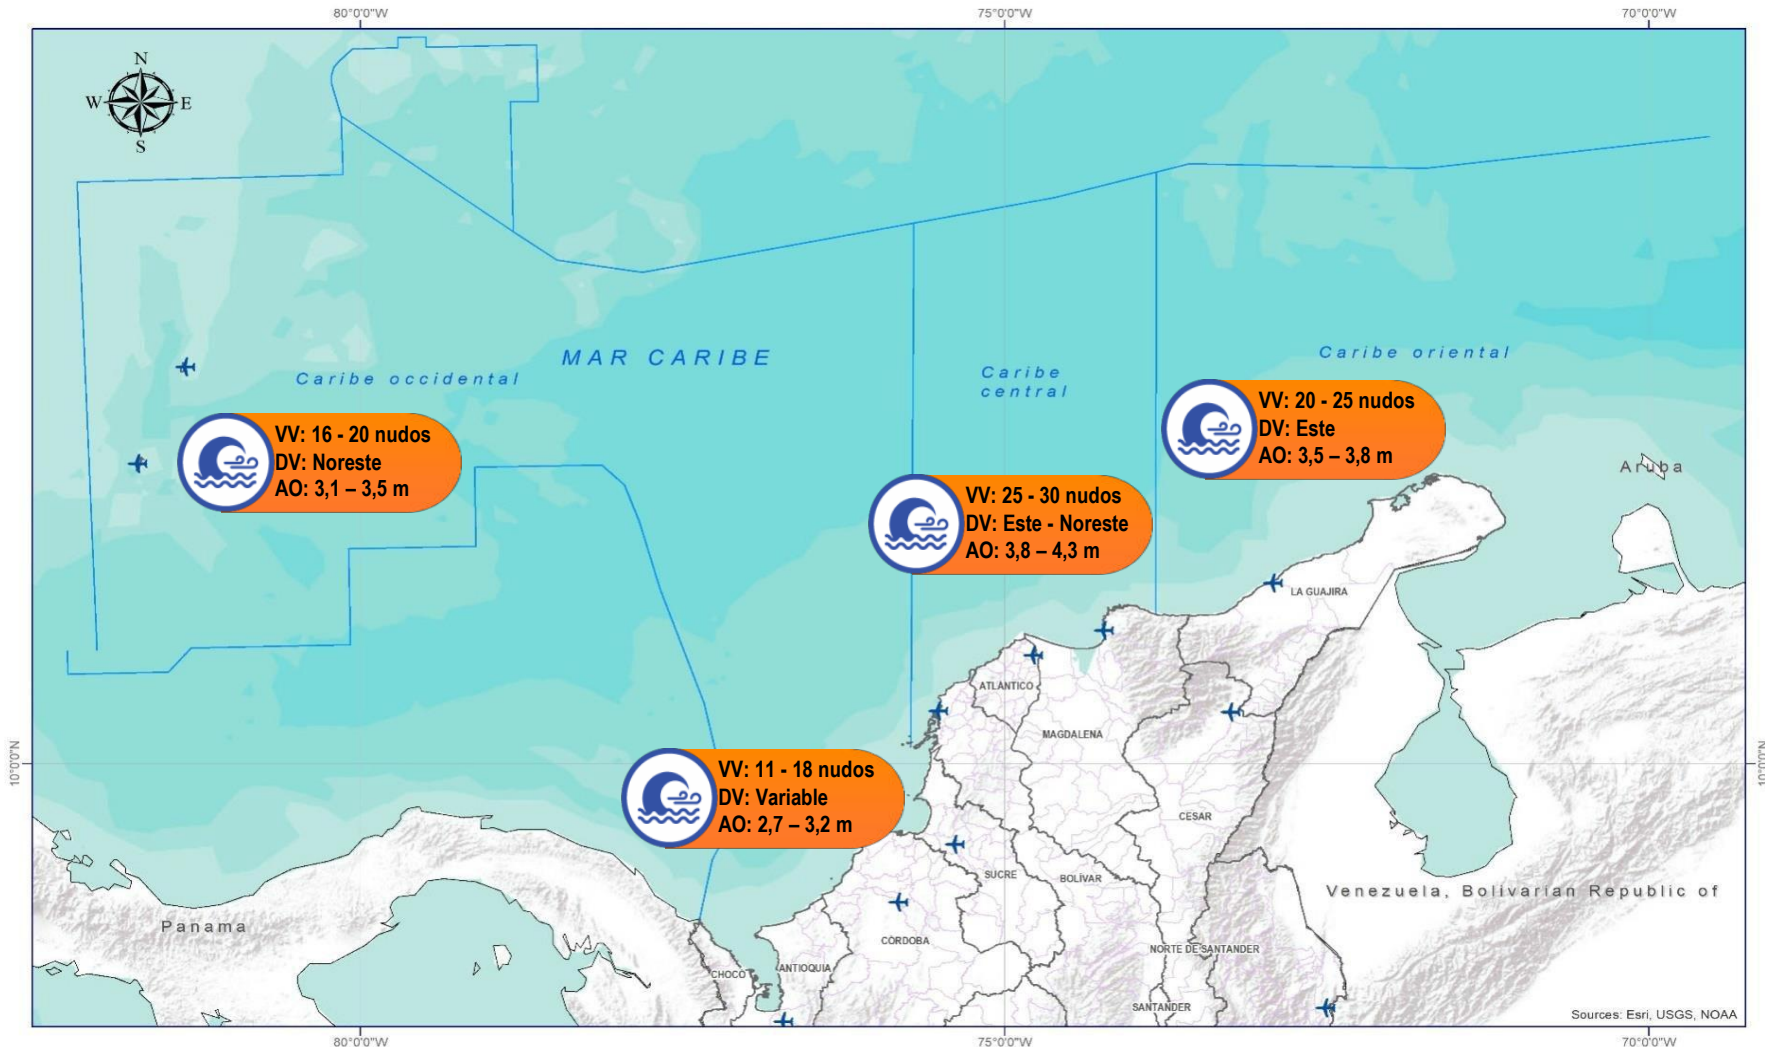 80°0'0"W
75°0'0"W
70°0'0"W
N
W
E
S
MAR CARIBE
Caribe occidental
Caribe
central
Caribe oriental
VV: 20 - 25 nudos
DV: Este
AO: 3,5 – 3,8 m
VV: 16 - 20 nudos
DV: Noreste
AO: 3,1 – 3,5 m
Aruba
VV: 25 - 30 nudos
DV: Este - Noreste
AO: 3,8 – 4,3 m
LA GUAJIRA
ATLÁNTICO
MAGDALENA
10°0'0"N
10°0'0"N
VV: 11 - 18 nudos
DV: Variable
AO: 2,7 – 3,2 m
CESAR
SUCRE
BOLÍVAR
Venezuela, Bolivarian Republic of
Panama
CÓRDOBA
NORTE DE SANTANDER
CHOCO
ANTIOQUIA
SANTANDER
Sources: Esri, USGS, NOAA
80°0'0"W
75°0'0"W
70°0'0"W